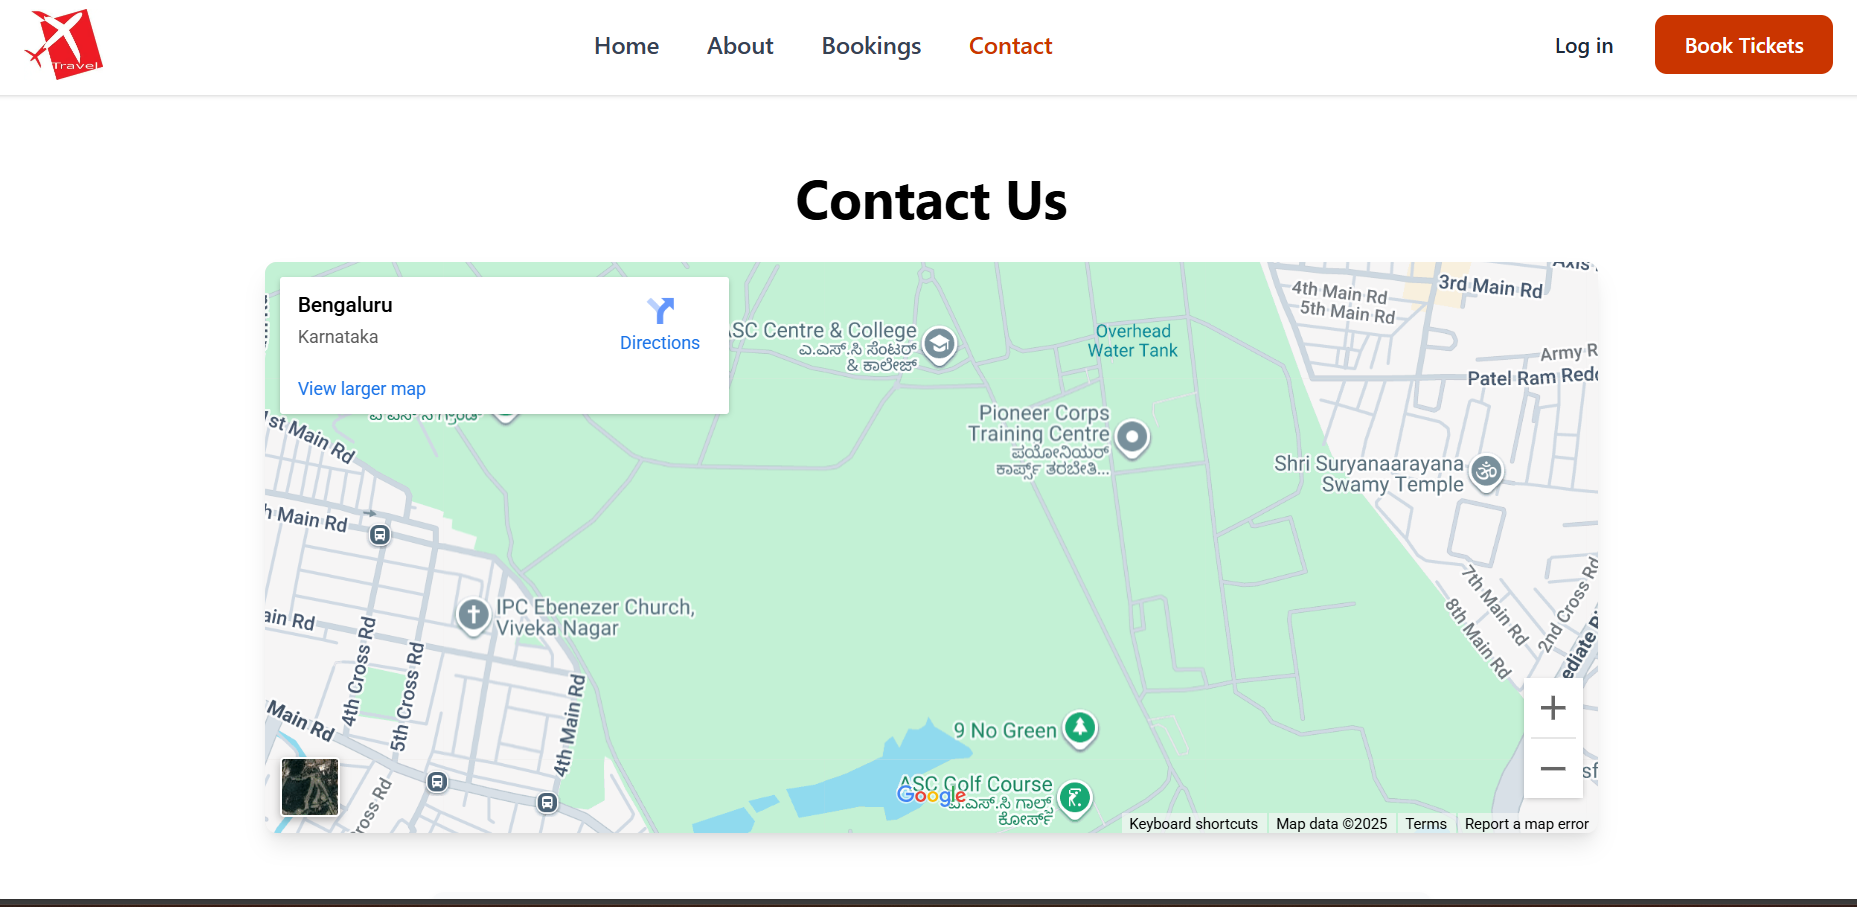 Travel
Home
About
Bookings
Contact
Log in
Book Tickets
Contact Us
Bengaluru
Karnataka
Directions
View larger map
ASC Centre & College
ಎ.ಎಸ್.ಸಿ ಸೆಂಟರ್
& ಕಾಲೇಜ್
Overhead
Water Tank
4th Main Rd
5th Main Rd
3rd Main Rd
Army R
Patel Ram Redd
Pioneer Corps
Training Centre
ಪಯೋನಿಯರ್
ಕಾರ್ಪ್ಸ್ ತರಬೇತಿ...
Shri Suryanaarayana
Swamy Temple
1st Main Rd
h Main Rd
IPC Ebenezer Church,
Viveka Nagar
ain Rd
4th Cross Rd
5th Cross Rd
Main Rd
4th Main Rd
ross Rd
7th Main Rd
8th Main Rd
2nd Cross Rd
ediate R
9 No Green
ASC Golf Course
ಎ.ಎಸ್.ಸಿ ಗಾಲ್ಫ್
ಕೋರ್ಸ್
Google
sf
Keyboard shortcuts
Map data ©2025
Terms
Report a map error